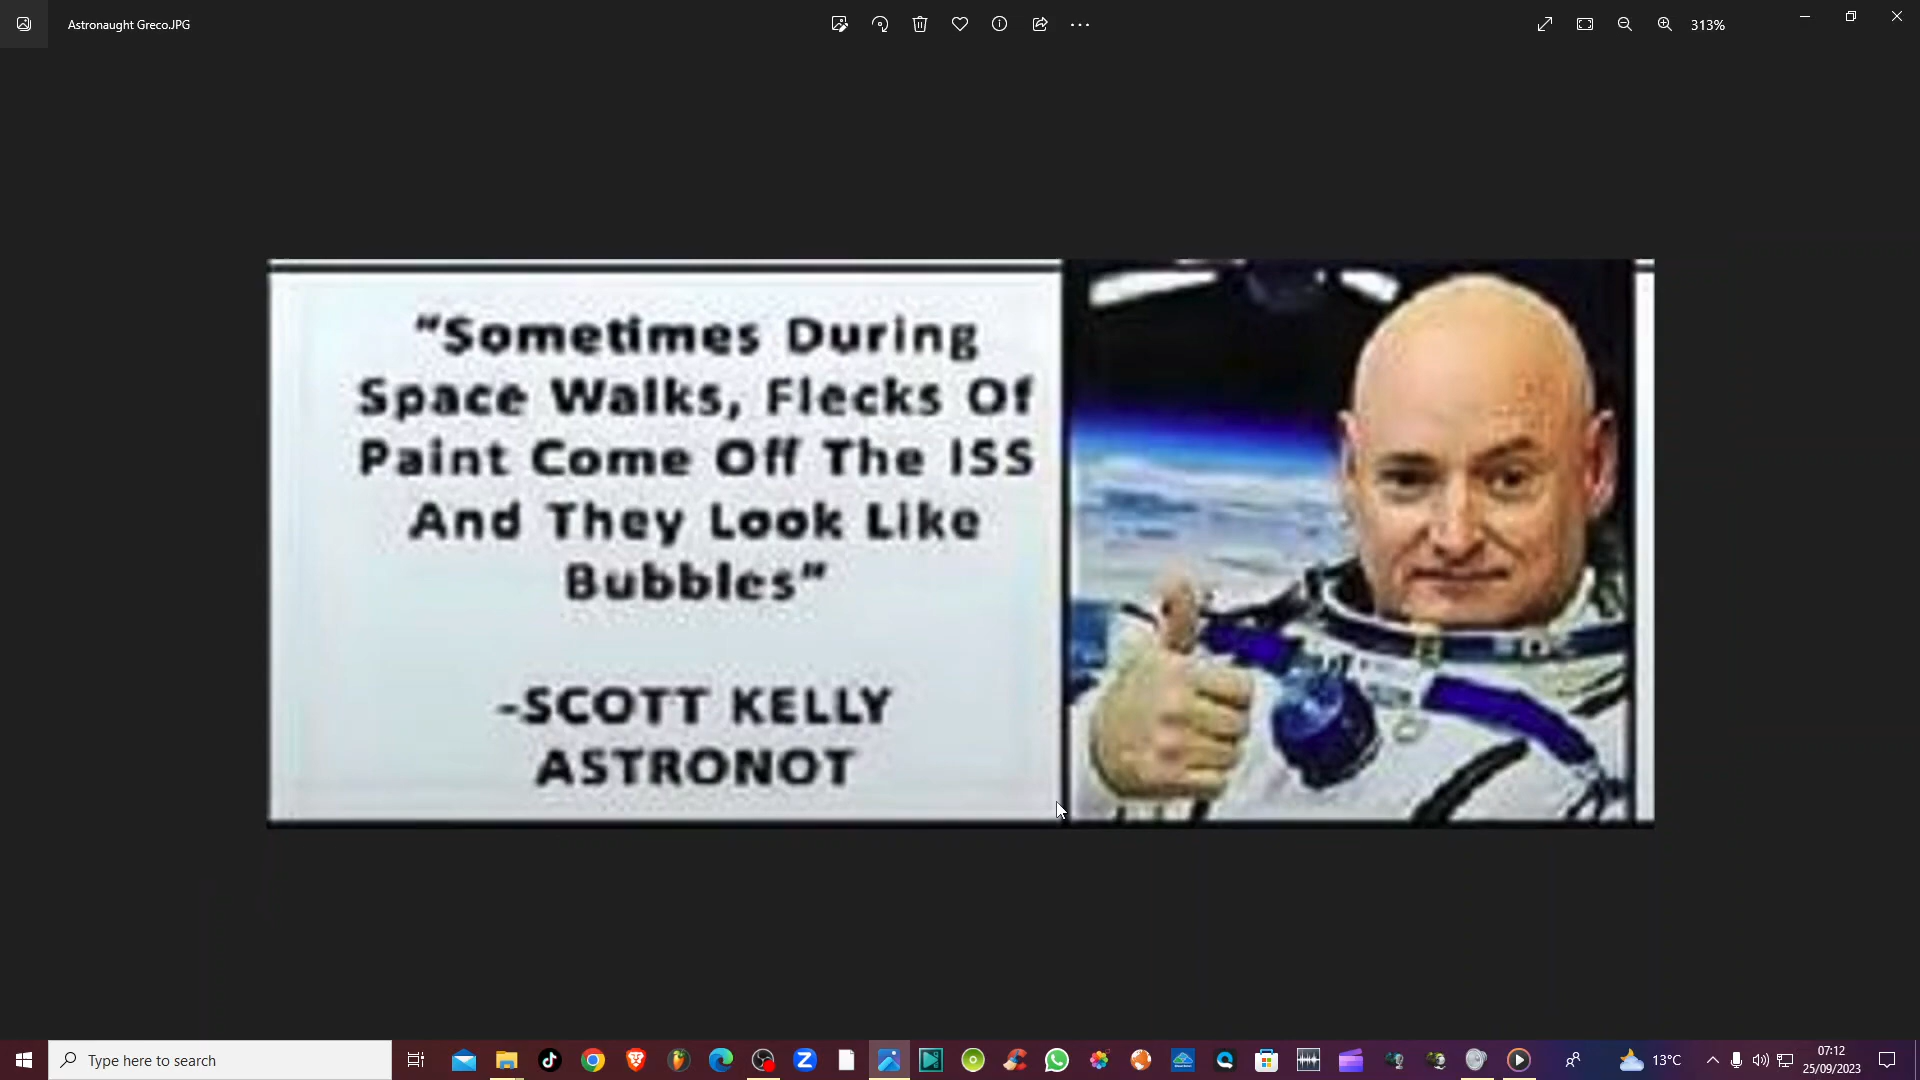 Astronaught Greco.JPG
313%
“Sometimes During
Space Walks, Flecks Of
Paint Come Off The ISS
And They Look Like
Bubbles”
-SCOTT KELLY
ASTRONOT
Type here to search
13°C
07:12
25/09/2023